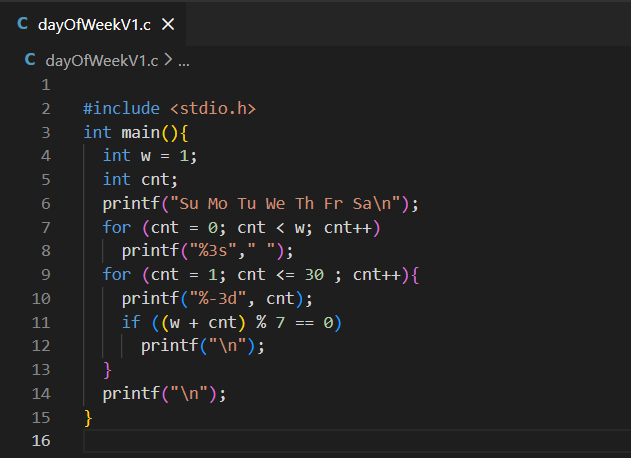 C dayOfWeekV1.c ×
C dayOfWeekV1.c > ...
1
2 #include <stdio.h>
3 int main(){
4   int w = 1;
5   int cnt;
6   printf("Su Mo Tu We Th Fr Sa\n");
7   for (cnt = 0; cnt < w; cnt++)
8     printf("%3s"," ");
9   for (cnt = 1; cnt <= 30 ; cnt++){
10     printf("%-3d", cnt);
11     if ((w + cnt) % 7 == 0)
12       printf("\n");
13   }
14   printf("\n");
15 }
16